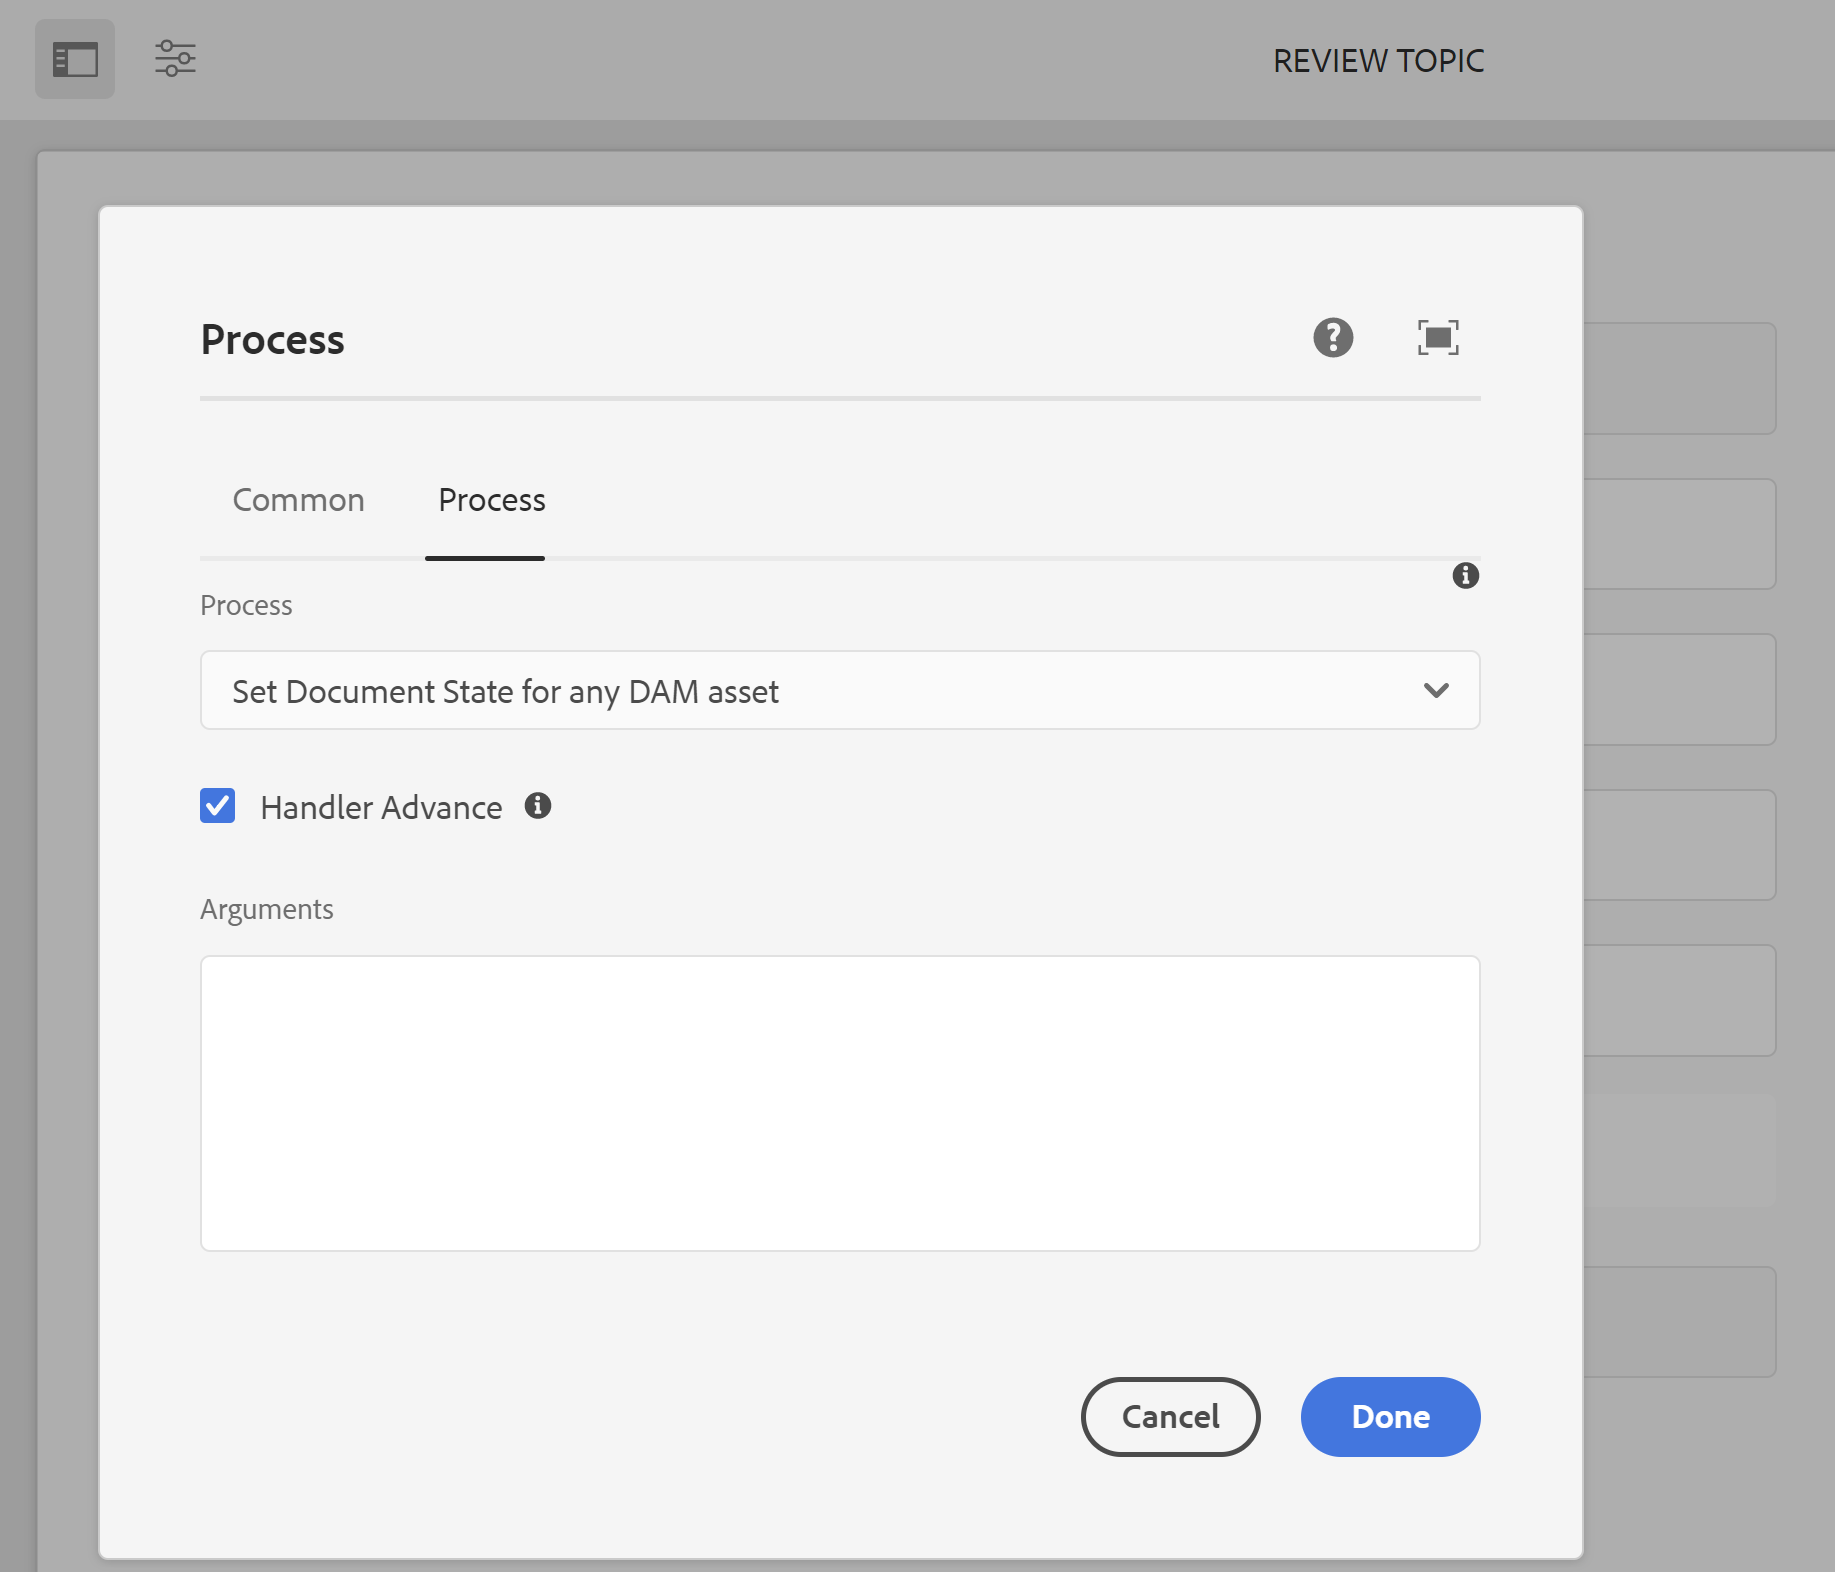 REVIEW TOPIC
Process
Common
Process
Process
Set Document State for any DAM asset
Handler Advance
Arguments
Cancel
Done